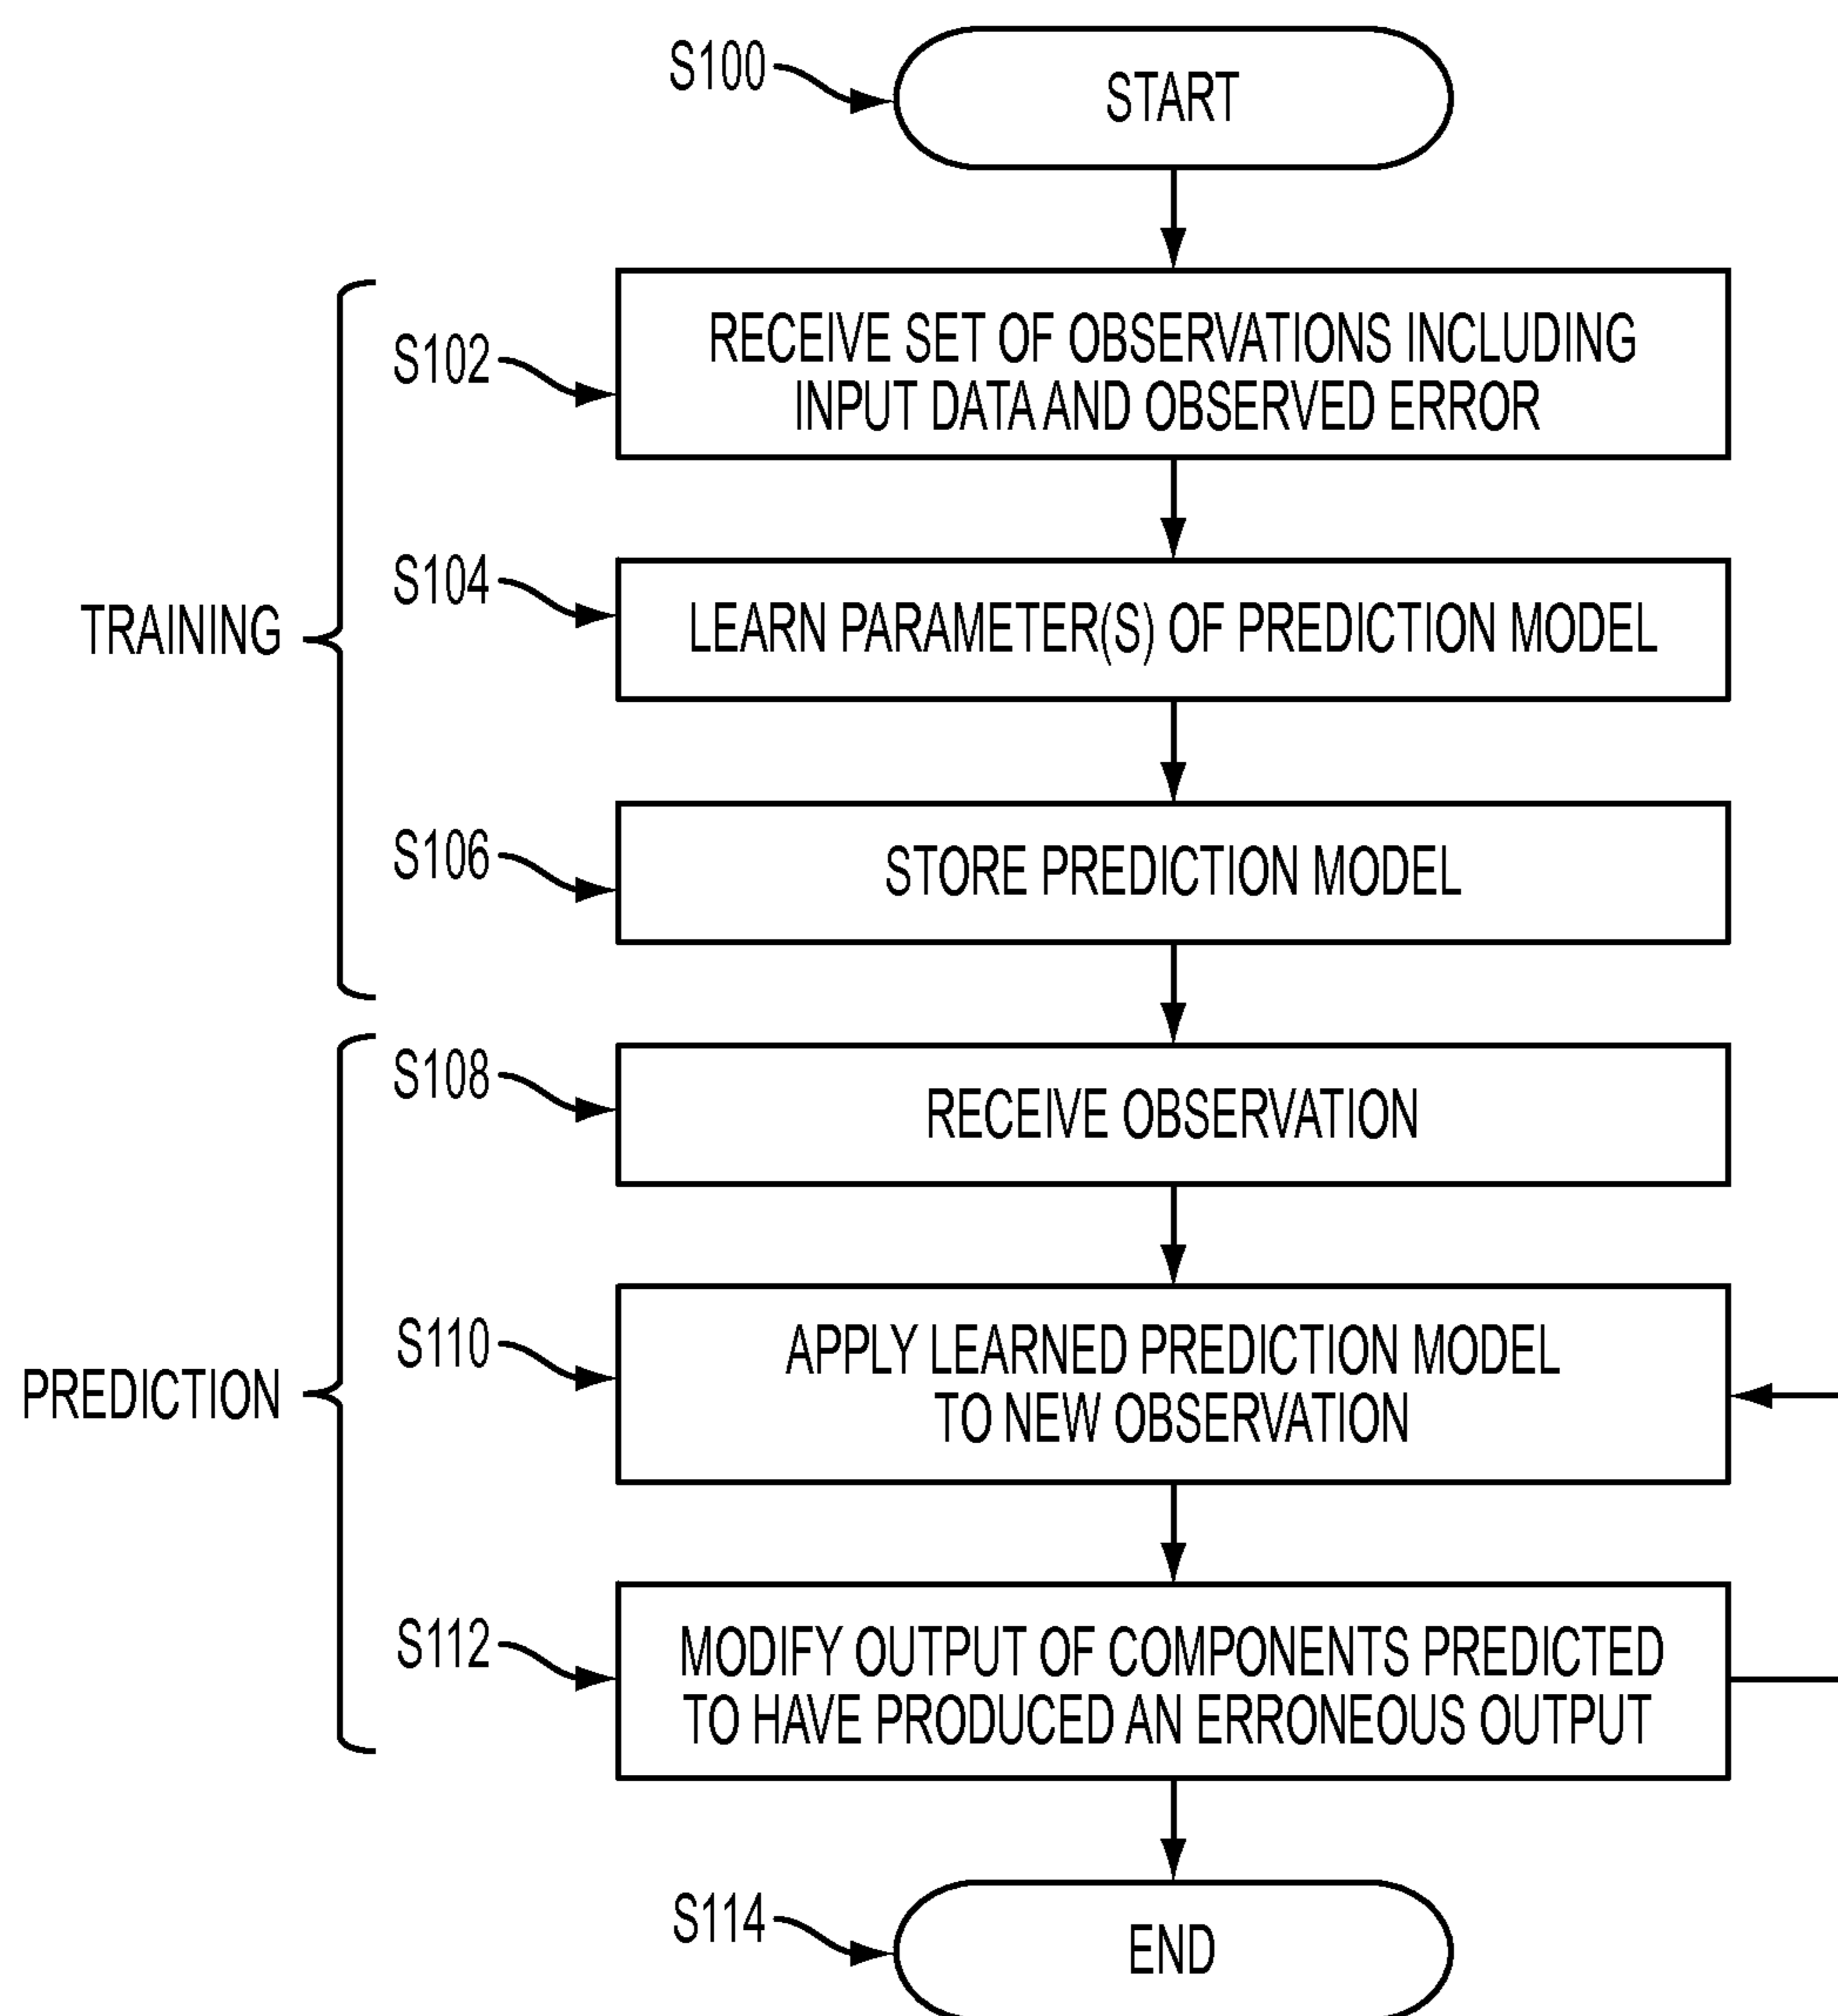 S100
START
S102
RECEIVE SET OF OBSERVATIONS INCLUDING
INPUT DATA AND OBSERVED ERROR
TRAINING
S104
LEARN PARAMETER(S) OF PREDICTION MODEL
S106
STORE PREDICTION MODEL
S108
RECEIVE OBSERVATION
PREDICTION
S110
APPLY LEARNED PREDICTION MODEL
TO NEW OBSERVATION
S112
MODIFY OUTPUT OF COMPONENTS PREDICTED
TO HAVE PRODUCED AN ERRONEOUS OUTPUT
S114
END